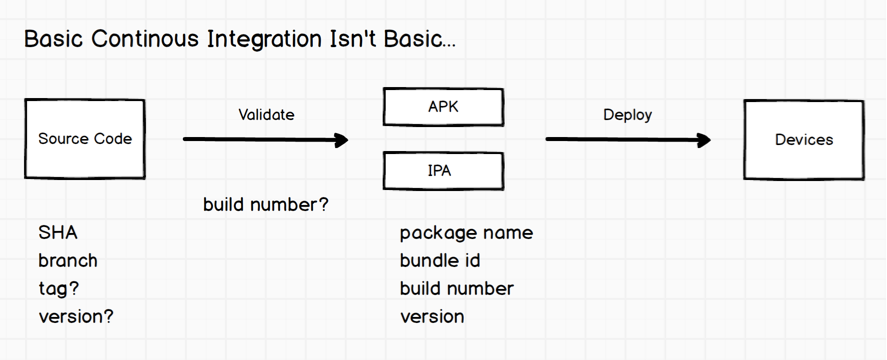 Basic Continous Integration Isn't Basic...
Source Code
Validate
build number?
APK
IPA
Deploy
Devices
SHA
branch
tag?
version?
package name
bundle id
build number
version